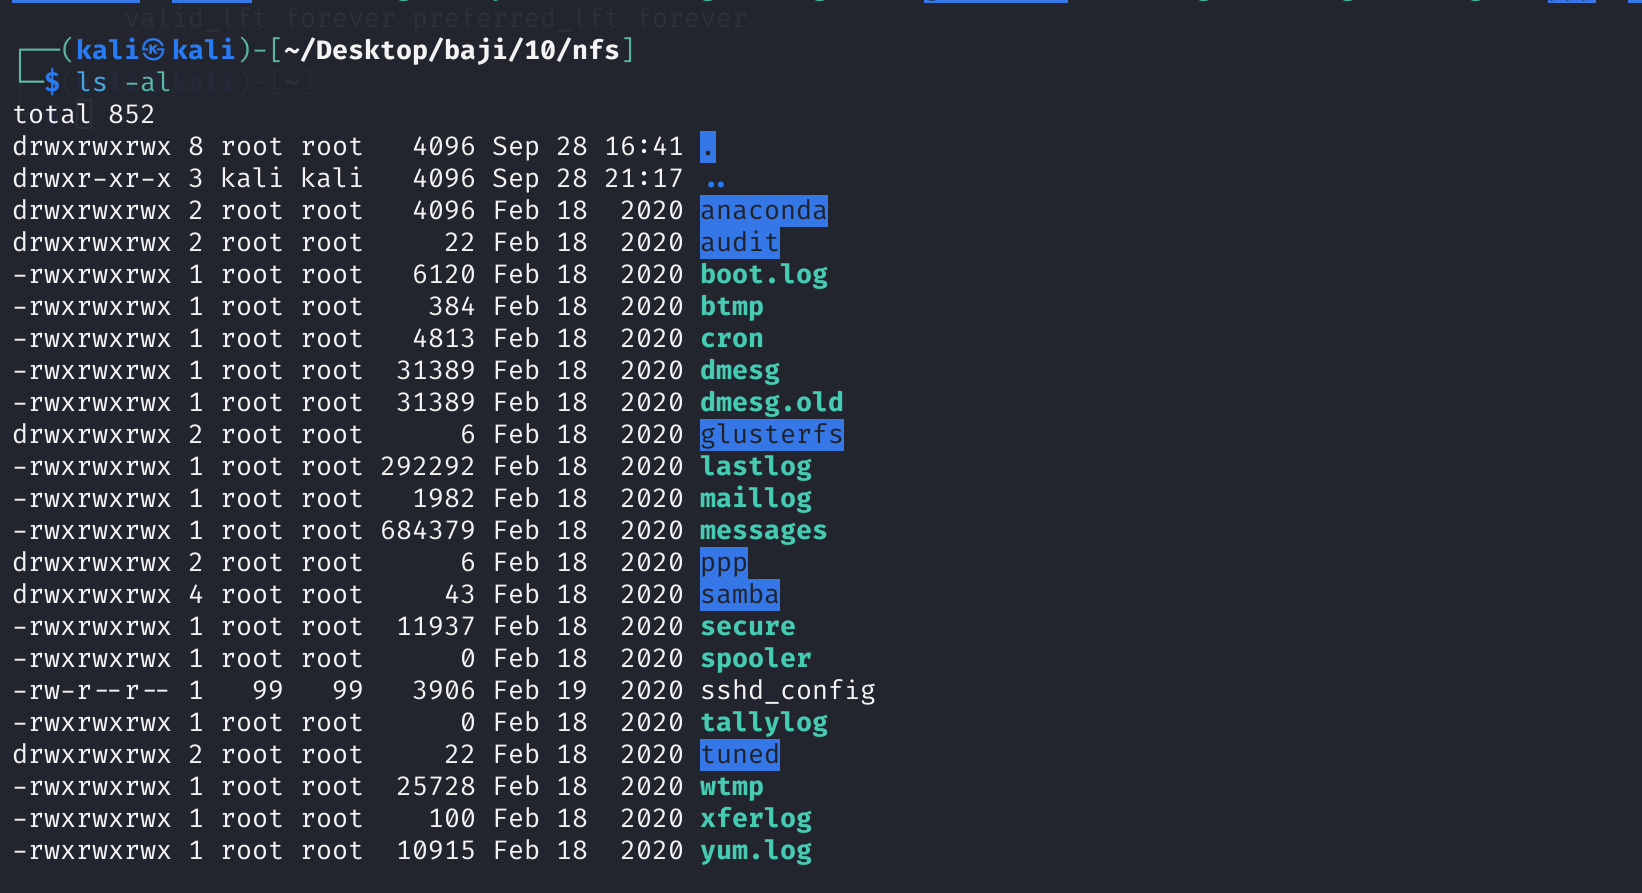 valid_lft forever preferred_lft forever
┌──(kali㉿kali)-[~/Desktop/baji/10/nfs]
└─$ ls -al
total 852
drwxrwxrwx 8 root root   4096 Sep 28 16:41 .
drwxr-xr-x 3 kali kali   4096 Sep 28 21:17 ..
drwxrwxrwx 2 root root   4096 Feb 18  2020 anaconda
drwxrwxrwx 2 root root     22 Feb 18  2020 audit
-rwxrwxrwx 1 root root   6120 Feb 18  2020 boot.log
-rwxrwxrwx 1 root root    384 Feb 18  2020 btmp
-rwxrwxrwx 1 root root   4813 Feb 18  2020 cron
-rwxrwxrwx 1 root root  31389 Feb 18  2020 dmesg
-rwxrwxrwx 1 root root  31389 Feb 18  2020 dmesg.old
drwxrwxrwx 2 root root      6 Feb 18  2020 glusterfs
-rwxrwxrwx 1 root root 292292 Feb 18  2020 lastlog
-rwxrwxrwx 1 root root   1982 Feb 18  2020 maillog
-rwxrwxrwx 1 root root 684379 Feb 18  2020 messages
drwxrwxrwx 2 root root      6 Feb 18  2020 ppp
drwxrwxrwx 4 root root     43 Feb 18  2020 samba
-rwxrwxrwx 1 root root  11937 Feb 18  2020 secure
-rwxrwxrwx 1 root root      0 Feb 18  2020 spooler
-rw-r--r-- 1   99   99   3906 Feb 19  2020 sshd_config
-rwxrwxrwx 1 root root      0 Feb 18  2020 tallylog
drwxrwxrwx 2 root root     22 Feb 18  2020 tuned
-rwxrwxrwx 1 root root  25728 Feb 18  2020 wtmp
-rwxrwxrwx 1 root root    100 Feb 18  2020 xferlog
-rwxrwxrwx 1 root root  10915 Feb 18  2020 yum.log